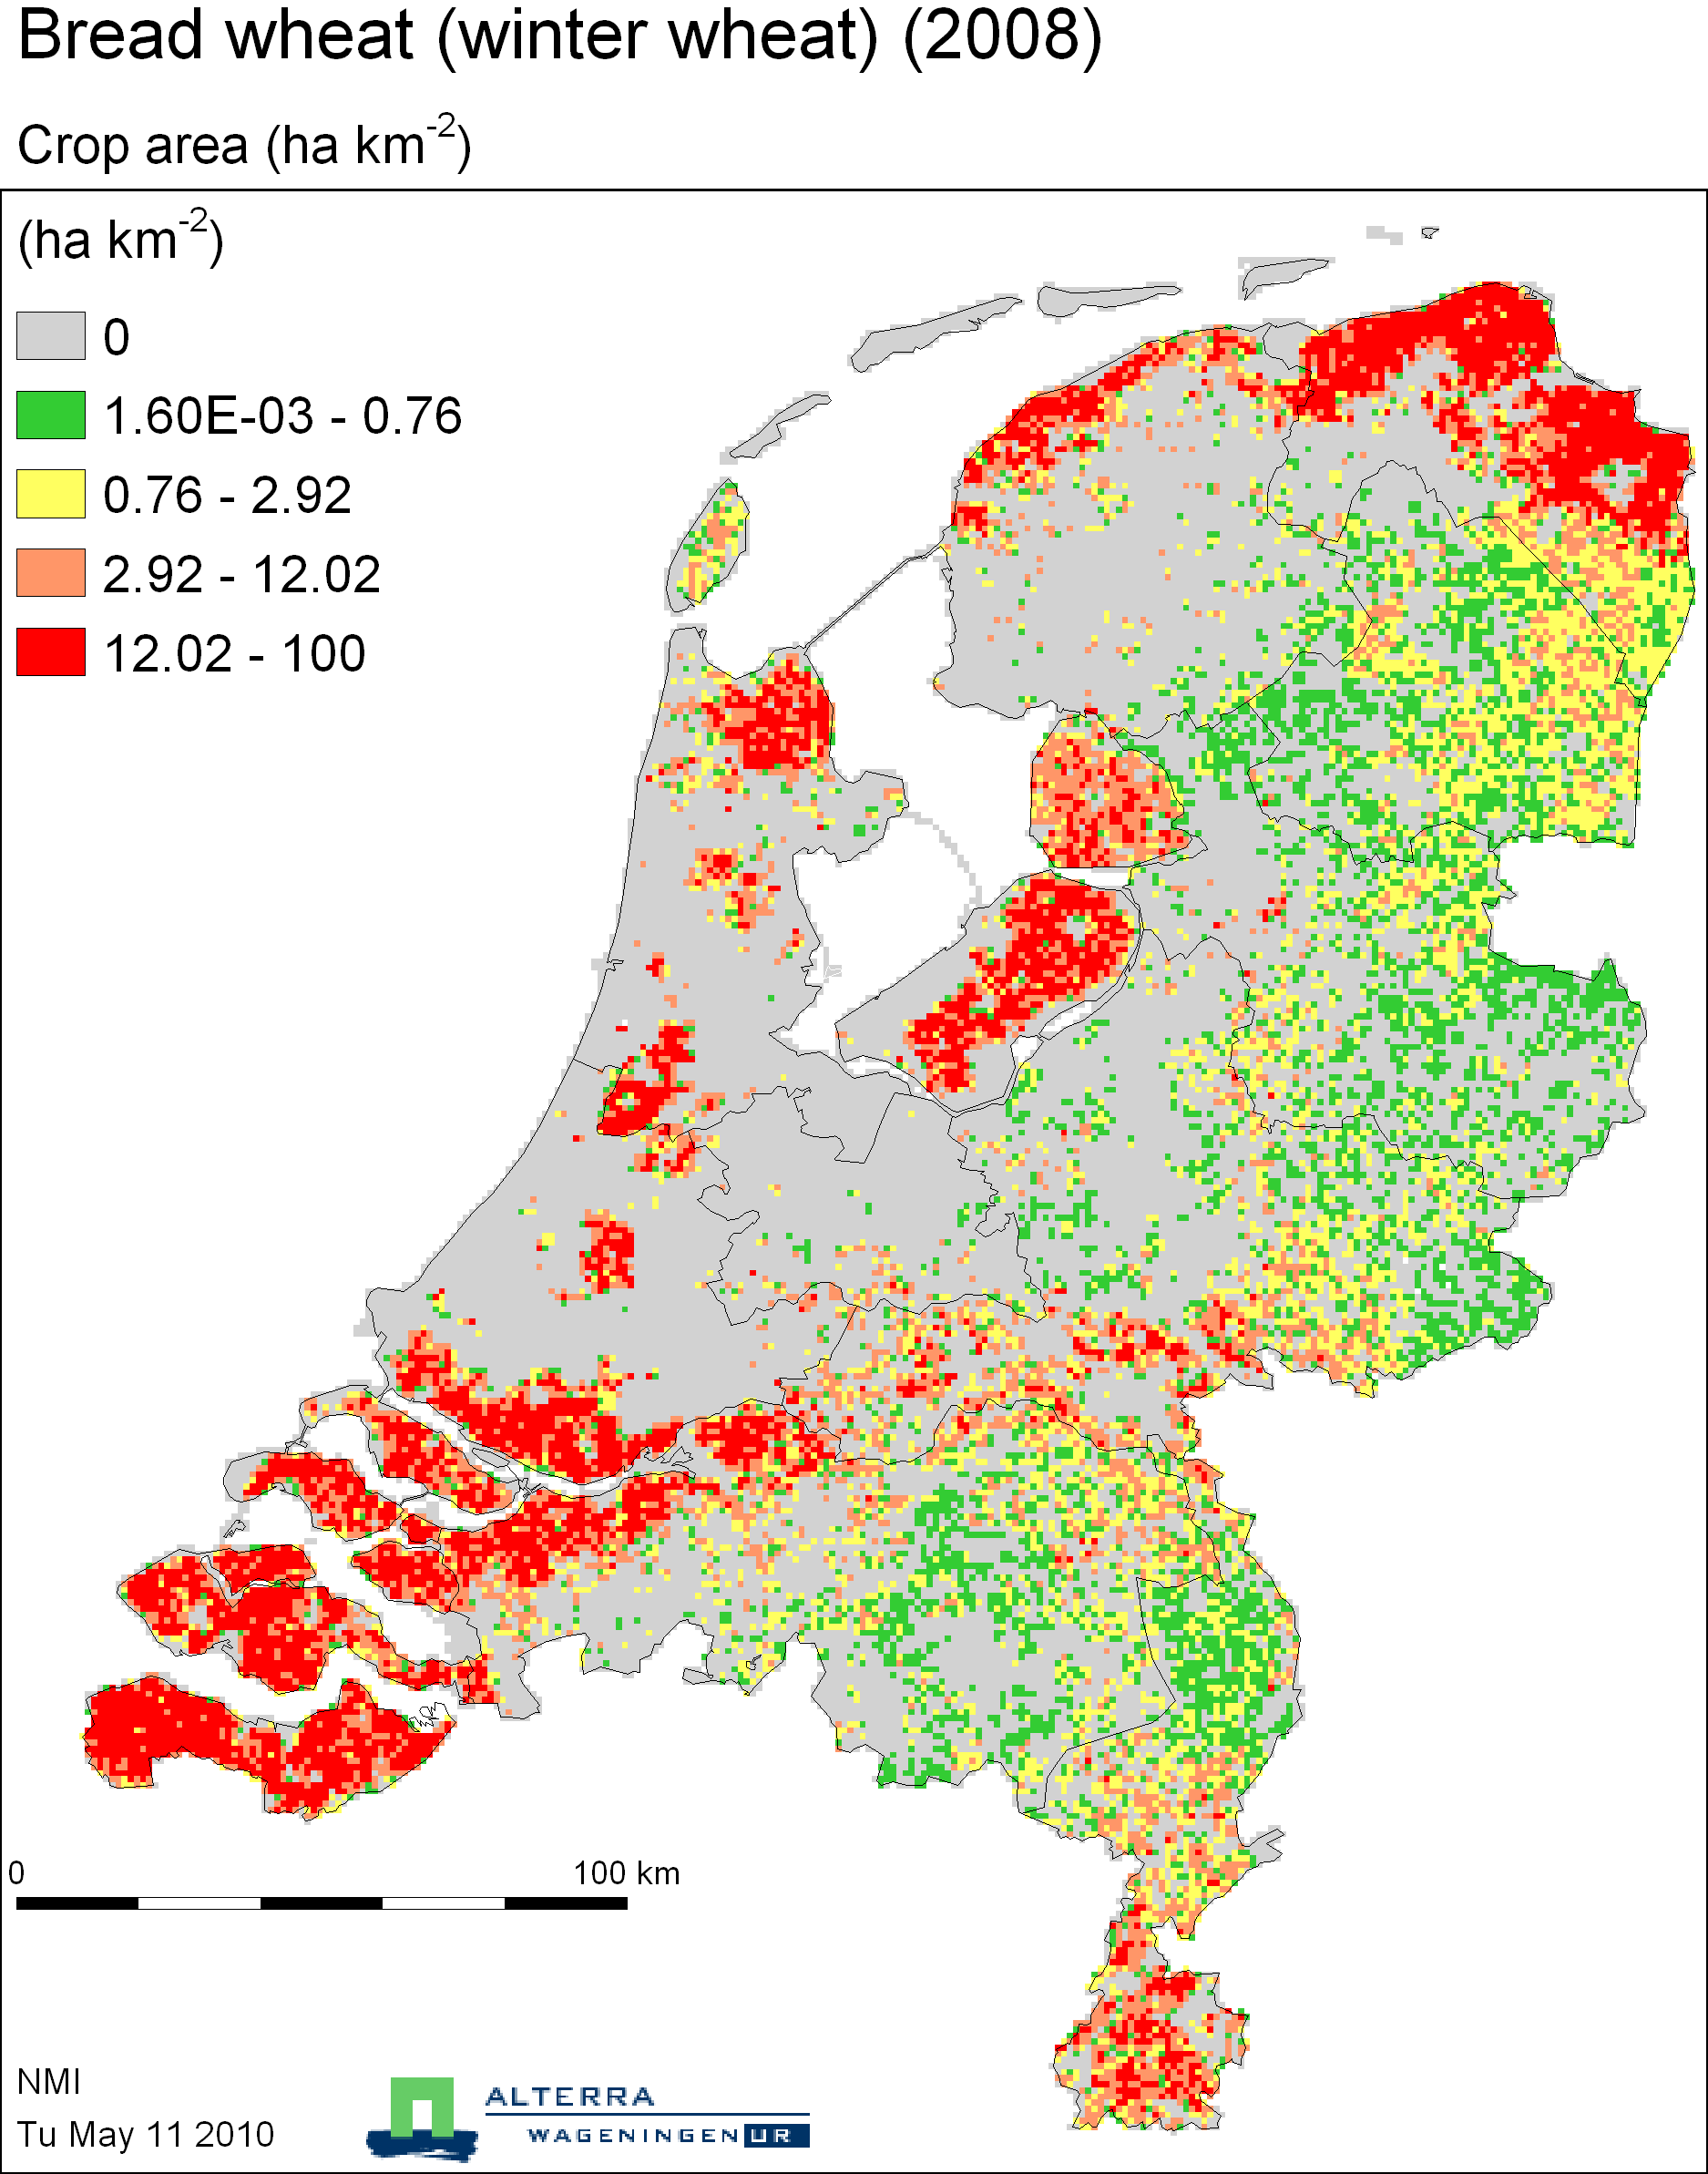 Bread wheat (winter wheat) (2008)
Crop area (ha km-2)
(ha km-2)
0
1.60E-03 - 0.76
0.76 - 2.92
2.92 - 12.02
12.02 - 100
0 100 km
NMI
Tu May 11 2010
ALTERRA
WAGENINGEN UR